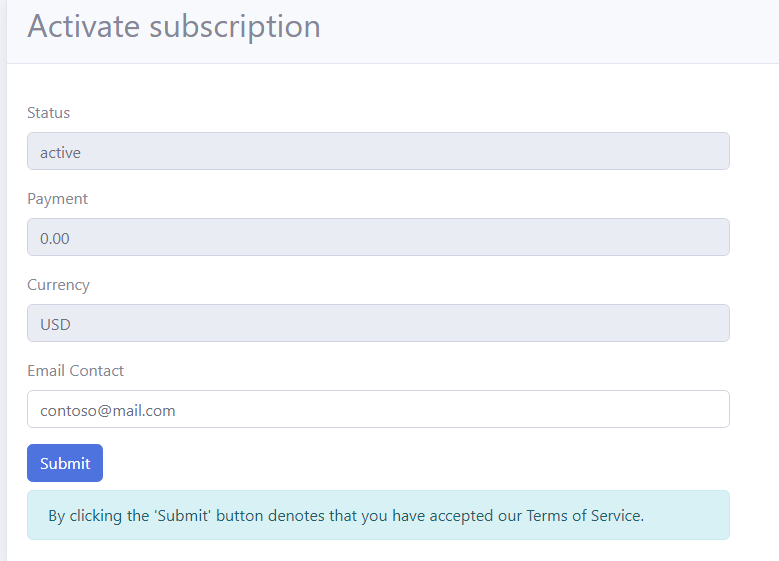 Activate subscription
Status
active
Payment
0.00
Currency
USD
Email Contact
contoso@mail.com
Submit
By clicking the 'Submit' button denotes that you have accepted our Terms of Service.